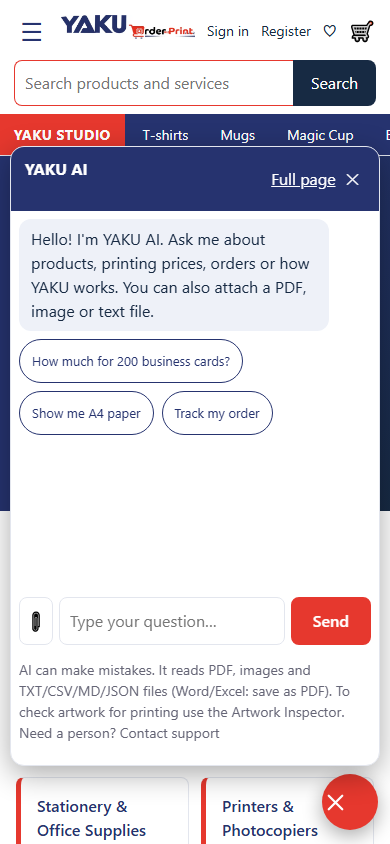 YAKU Order-Print. Sign in Register
Search products and services Search
YAKU STUDIO T-shirts Mugs Magic Cup
YAKU AI
Full page
Hello! I'm YAKU AI. Ask me about
products, printing prices, orders or how
YAKU works. You can also attach a PDF,
image or text file.
How much for 200 business cards?
Show me A4 paper Track my order
Type your question... Send
AI can make mistakes. It reads PDF, images and
TXT/CSV/MD/JSON files (Word/Excel: save as PDF). To
check artwork for printing use the Artwork Inspector.
Need a person? Contact support
Stationery & Printers &
Office Supplies Photocopiers